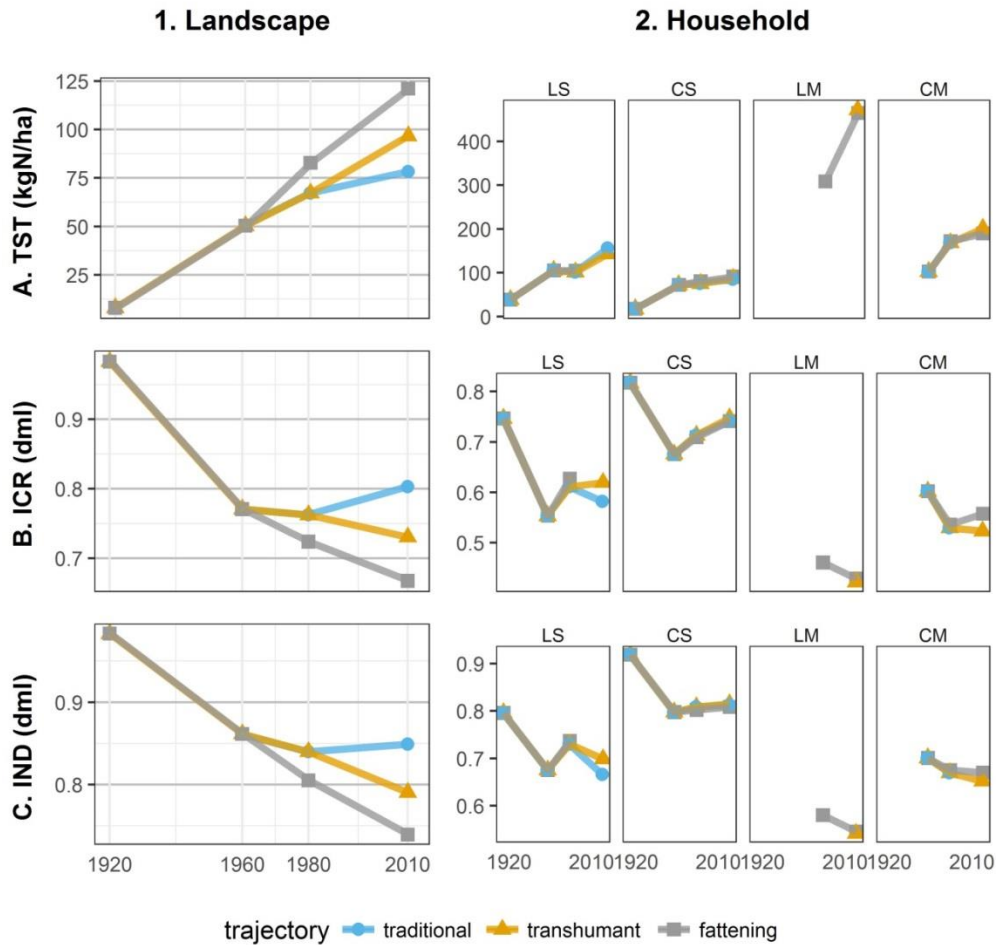 1. Landscape
2. Household
A. TST (kgN/ha)
125
100
75
50
25
LS CS LM CM
400
300
200
100
0
B. ICR (dml)
0.9
0.8
0.7
LS CS LM CM
0.8
0.7
0.6
0.5
C. IND (dml)
0.9
0.8
LS CS LM CM
0.9
0.8
0.7
0.6
1920 1960 1980 2010
1920 2010 1920 2010 1920 2010 1920 2010
trajectory traditional transhumant fattening